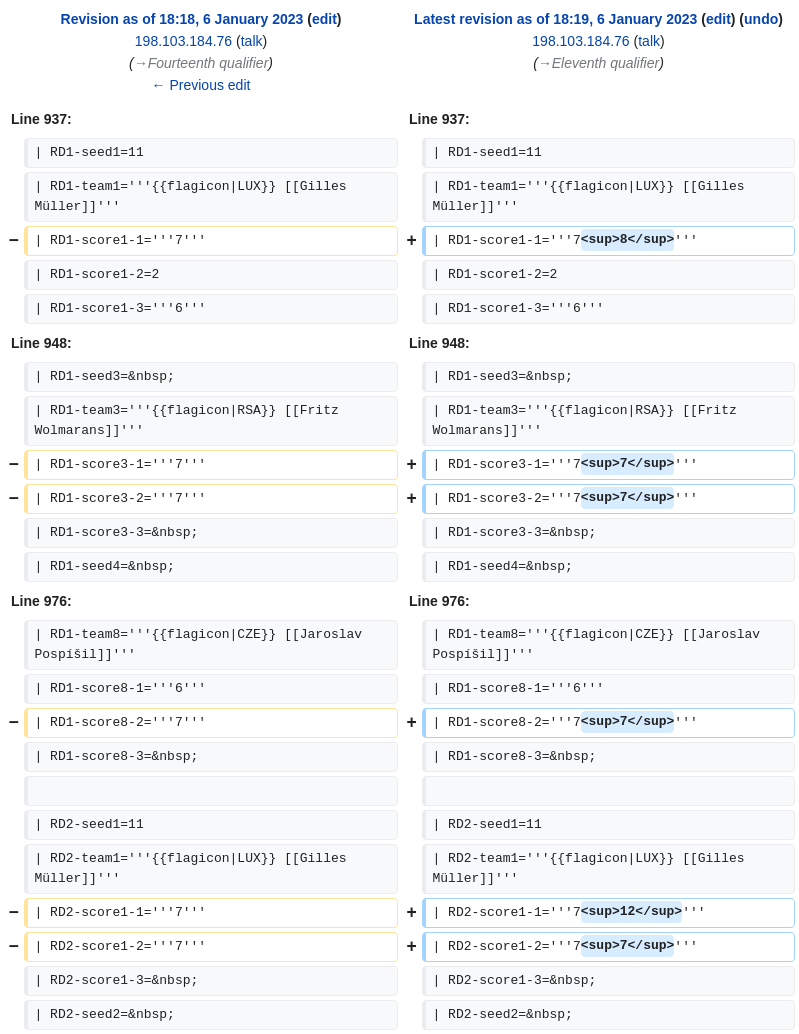 Revision as of 18:18, 6 January 2023 (edit)
198.103.184.76 (talk)
(→Fourteenth qualifier)
← Previous edit
Latest revision as of 18:19, 6 January 2023 (edit) (undo)
198.103.184.76 (talk)
(→Eleventh qualifier)
Line 937:
Line 937:
| RD1-seed1=11
| RD1-seed1=11
| RD1-team1='''{{flagicon|LUX}} [[Gilles
Müller]]'''
| RD1-team1='''{{flagicon|LUX}} [[Gilles
Müller]]'''
− | RD1-score1-1='''7'''
+ | RD1-score1-1='''7<sup>8</sup>'''
| RD1-score1-2=2
| RD1-score1-2=2
| RD1-score1-3='''6'''
| RD1-score1-3='''6'''
Line 948:
Line 948:
| RD1-seed3=&nbsp;
| RD1-seed3=&nbsp;
| RD1-team3='''{{flagicon|RSA}} [[Fritz
Wolmarans]]'''
| RD1-team3='''{{flagicon|RSA}} [[Fritz
Wolmarans]]'''
− | RD1-score3-1='''7'''
+ | RD1-score3-1='''7<sup>7</sup>'''
− | RD1-score3-2='''7'''
+ | RD1-score3-2='''7<sup>7</sup>'''
| RD1-score3-3=&nbsp;
| RD1-score3-3=&nbsp;
| RD1-seed4=&nbsp;
| RD1-seed4=&nbsp;
Line 976:
Line 976:
| RD1-team8='''{{flagicon|CZE}} [[Jaroslav
Pospíšil]]'''
| RD1-team8='''{{flagicon|CZE}} [[Jaroslav
Pospíšil]]'''
| RD1-score8-1='''6'''
| RD1-score8-1='''6'''
− | RD1-score8-2='''7'''
+ | RD1-score8-2='''7<sup>7</sup>'''
| RD1-score8-3=&nbsp;
| RD1-score8-3=&nbsp;
| RD2-seed1=11
| RD2-seed1=11
| RD2-team1='''{{flagicon|LUX}} [[Gilles
Müller]]'''
| RD2-team1='''{{flagicon|LUX}} [[Gilles
Müller]]'''
− | RD2-score1-1='''7'''
+ | RD2-score1-1='''7<sup>12</sup>'''
− | RD2-score1-2='''7'''
+ | RD2-score1-2='''7<sup>7</sup>'''
| RD2-score1-3=&nbsp;
| RD2-score1-3=&nbsp;
| RD2-seed2=&nbsp;
| RD2-seed2=&nbsp;